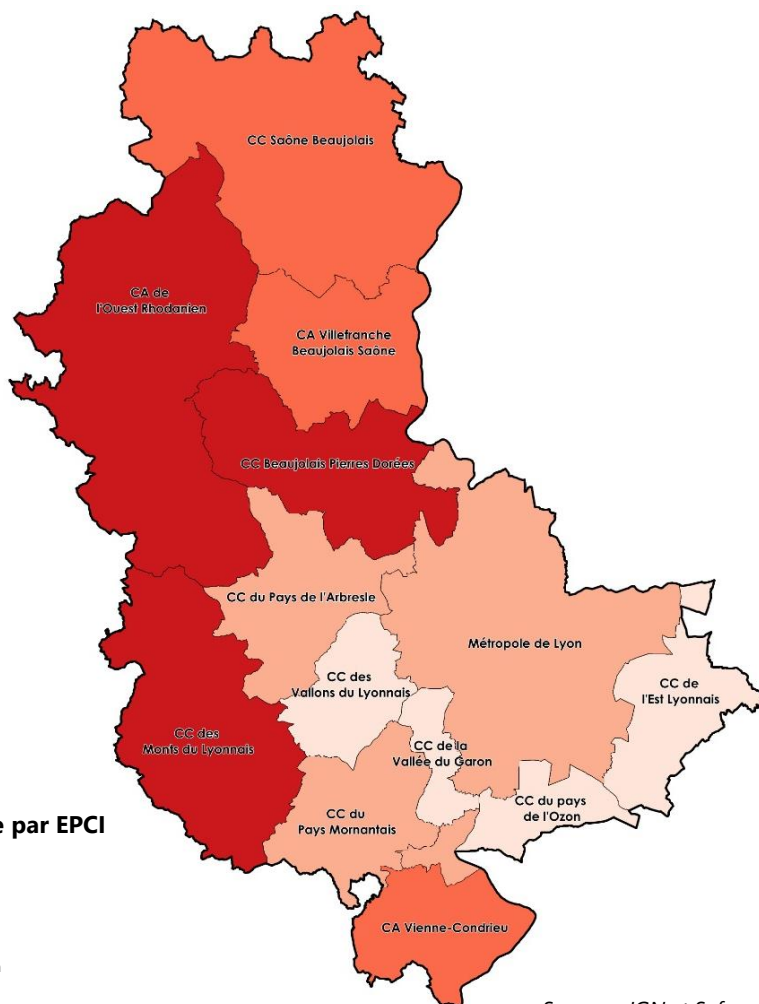 CC Saône Beaujolais
CA de
l'Ouest Rhodanien
CA Villefranche
Beaujolais Saône
CC Beaujolais Pierres Dorées
CC du Pays de l'Arbresle
Métropole de Lyon
CC des
Vallons du Lyonnais
CC de
l'Est Lyonnais
CC des
Monts du Lyonnais
CC de la
Vallée du Garon
CC du pays
de l'Ozon
CC du
Pays Mornantais
par EPCI
CA Vienne-Condrieu